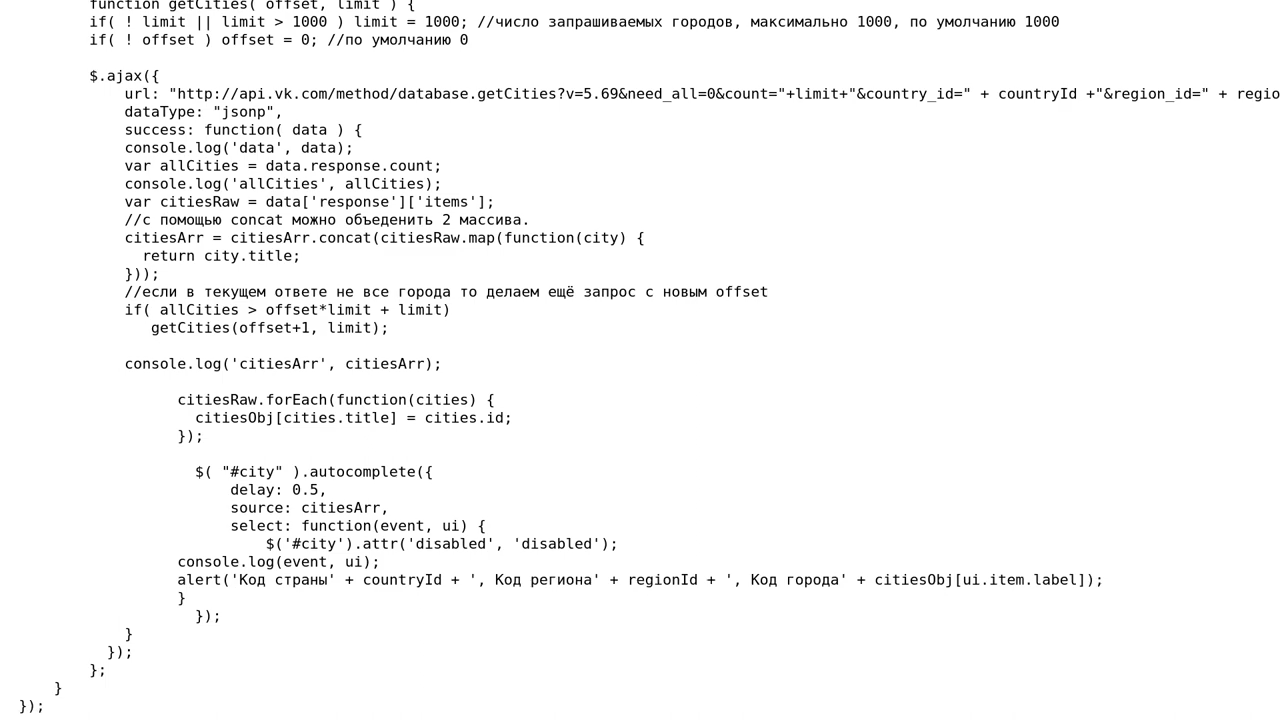 function getCities( offset, limit ) {
if( ! limit || limit > 1000 ) limit = 1000; //число запрашиваемых городов, максимально 1000, по умолчанию 1000
if( ! offset ) offset = 0; //по умолчанию 0
$.ajax({
url: "http://api.vk.com/method/database.getCities?v=5.69&need_all=0&count="+limit+"&country_id=" + countryId +"&region_id=" + regio
dataType: "jsonp",
success: function( data ) {
console.log('data', data);
var allCities = data.response.count;
console.log('allCities', allCities);
var citiesRaw = data['response']['items'];
//с помощью concat можно объеденить 2 массива.
citiesArr = citiesArr.concat(citiesRaw.map(function(city) {
return city.title;
}));
//если в текущем ответе не все города то делаем ещё запрос с новым offset
if( allCities > offset*limit + limit)
getCities(offset+1, limit);
console.log('citiesArr', citiesArr);
citiesRaw.forEach(function(cities) {
citiesObj[cities.title] = cities.id;
});
$( "#city" ).autocomplete({
delay: 0.5,
source: citiesArr,
select: function(event, ui) {
$('#city').attr('disabled', 'disabled');
console.log(event, ui);
alert('Код страны' + countryId + ', Код региона' + regionId + ', Код города' + citiesObj[ui.item.label]);
}
});
}
});
};
}
});